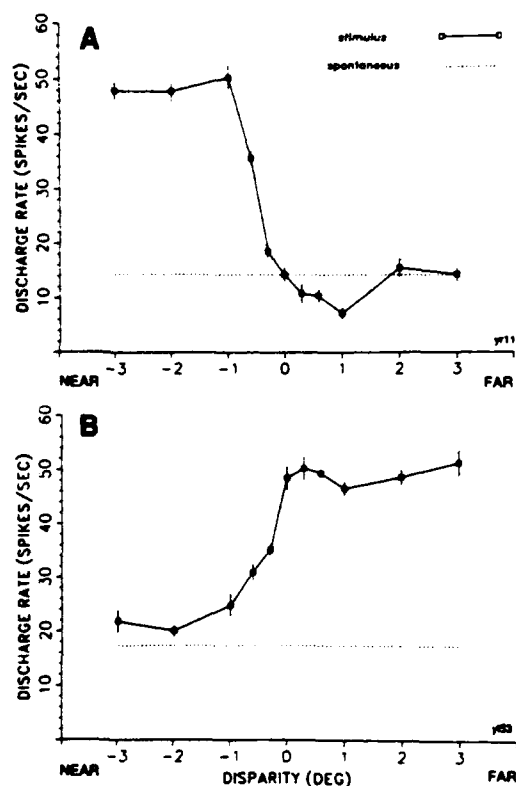 A
stimulus
spontaneous
DISCHARGE RATE (SPIKES/SEC)
60
50
40
30
20
10
yr11
-3 -2 -1 0 1 2 3
NEAR FAR
B
DISCHARGE RATE (SPIKES/SEC)
60
50
40
30
20
10
-3 -2 -1 0 1 2 3
NEAR DISPARITY (DEG) FAR